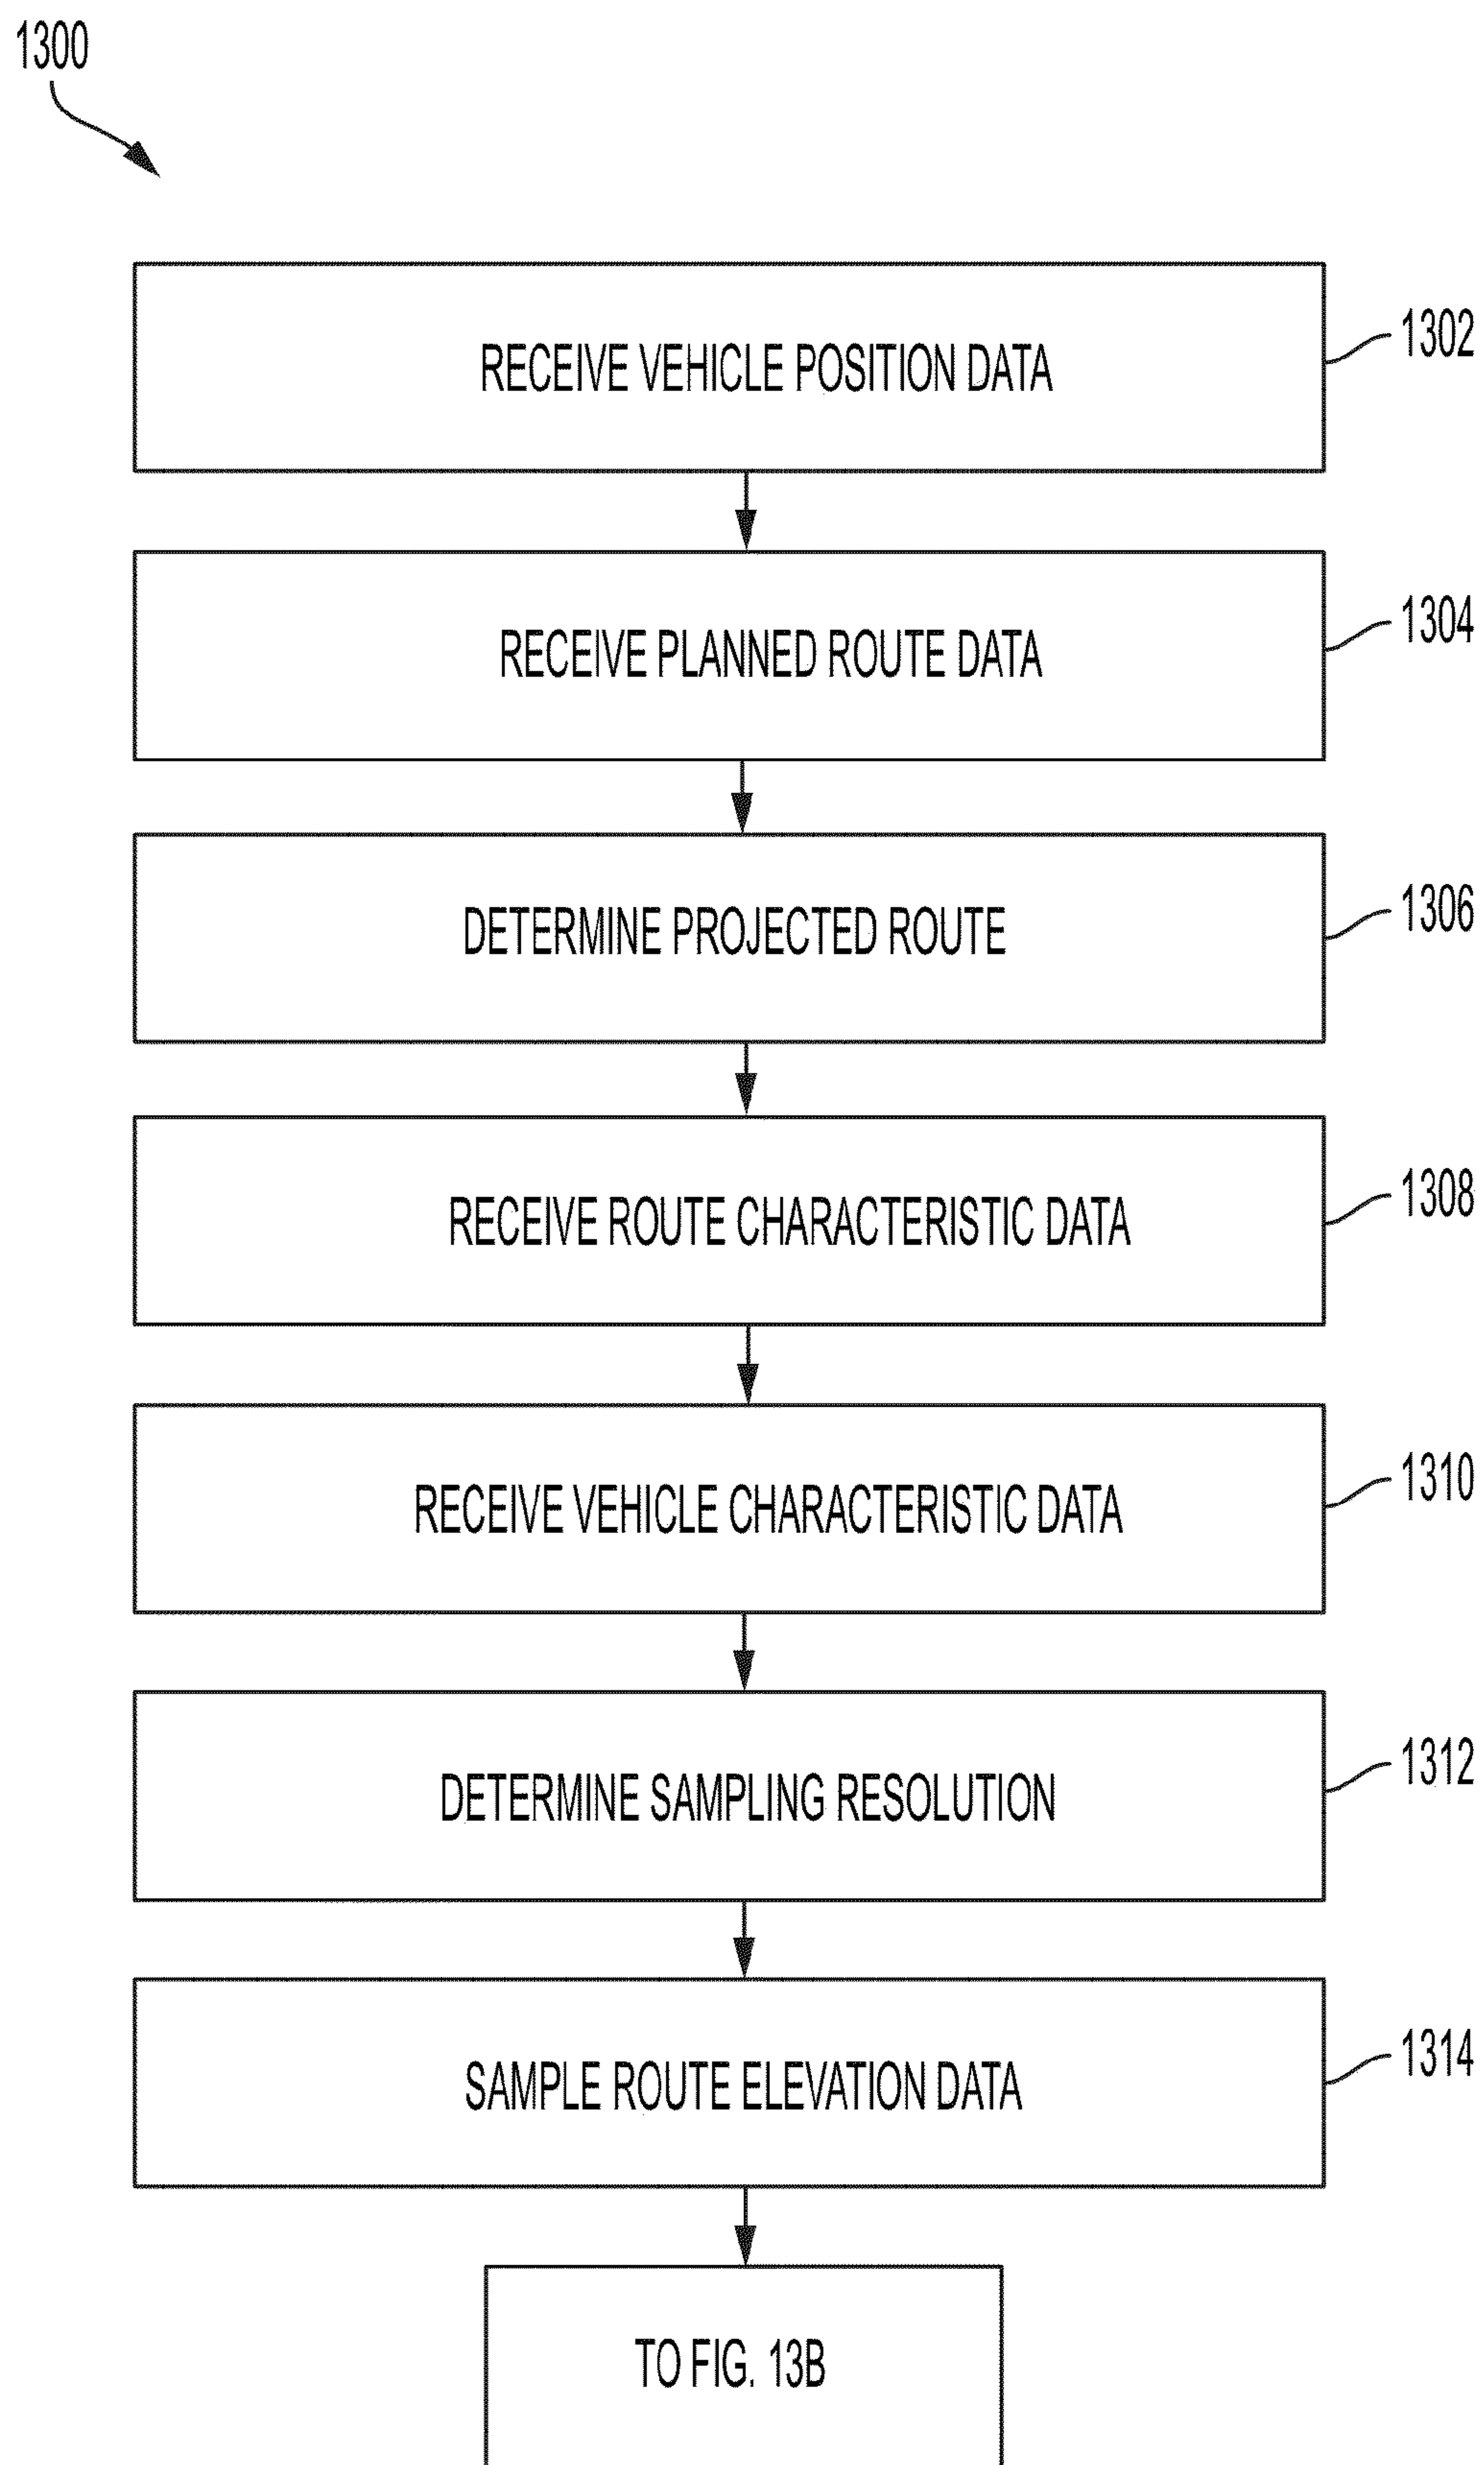 1300
RECEIVE VEHICLE POSITION DATA
1302
RECEIVE PLANNED ROUTE DATA
1304
DETERMINE PROJECTED ROUTE
1306
RECEIVE ROUTE CHARACTERISTIC DATA
1308
RECEIVE VEHICLE CHARACTERISTIC DATA
1310
DETERMINE SAMPLING RESOLUTION
1312
SAMPLE ROUTE ELEVATION DATA
1314
TO FIG. 13B